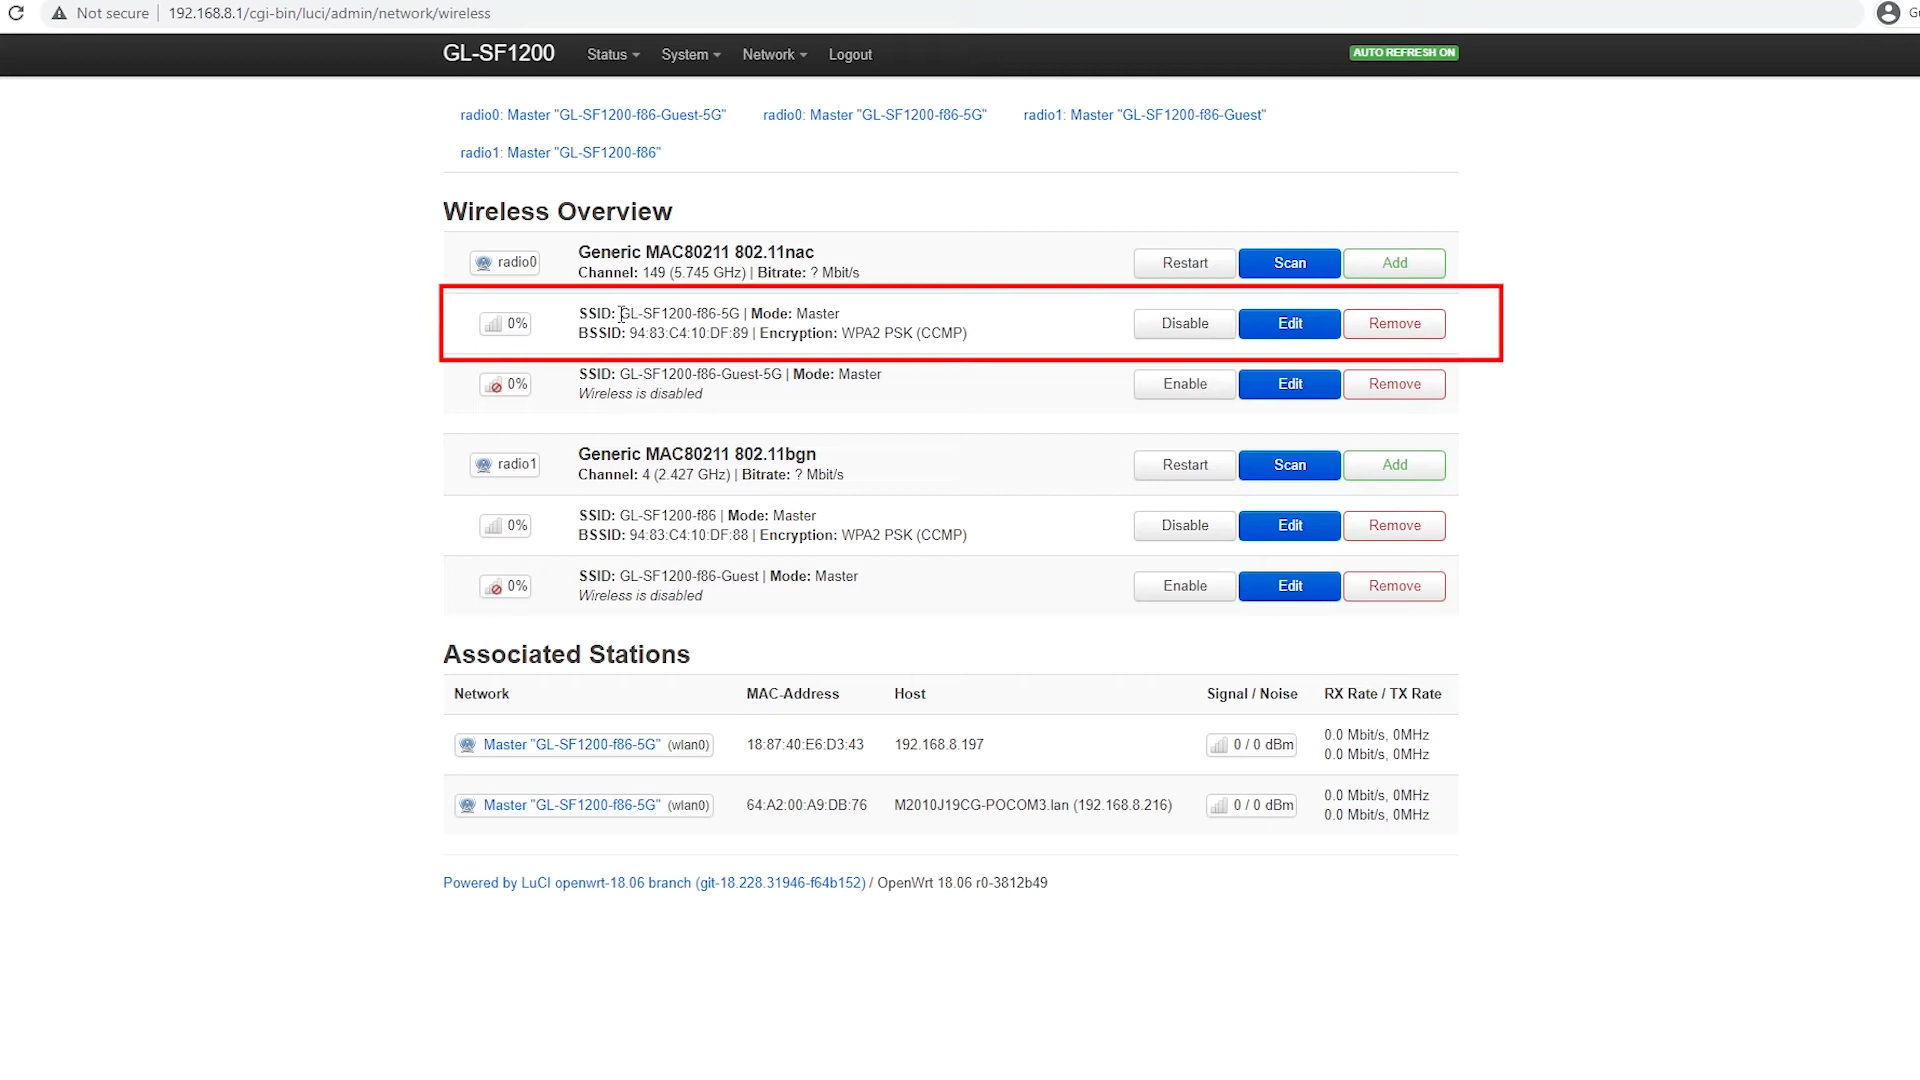 Not secure | 192.168.8.1/cgi-bin/luci/admin/network/wireless
GL-SF1200 Status System Network Logout AUTO REFRESH ON
radio0: Master "GL-SF1200-f86-Guest-5G" radio0: Master "GL-SF1200-f86-5G" radio1: Master "GL-SF1200-f86-Guest"
radio1: Master "GL-SF1200-f86"
Wireless Overview
radio0 Generic MAC80211 802.11nac Restart Scan Add
Channel: 149 (5.745 GHz) | Bitrate: ? Mbit/s
0% SSID: GL-SF1200-f86-5G | Mode: Master Disable Edit Remove
BSSID: 94:83:C4:10:DF:89 | Encryption: WPA2 PSK (CCMP)
0% SSID: GL-SF1200-f86-Guest-5G | Mode: Master Enable Edit Remove
Wireless is disabled
radio1 Generic MAC80211 802.11bgn Restart Scan Add
Channel: 4 (2.427 GHz) | Bitrate: ? Mbit/s
0% SSID: GL-SF1200-f86 | Mode: Master Disable Edit Remove
BSSID: 94:83:C4:10:DF:88 | Encryption: WPA2 PSK (CCMP)
0% SSID: GL-SF1200-f86-Guest | Mode: Master Enable Edit Remove
Wireless is disabled
Associated Stations
Network MAC-Address Host Signal / Noise RX Rate / TX Rate
Master "GL-SF1200-f86-5G" (wlan0) 18:87:40:E6:D3:43 192.168.8.197 0 / 0 dBm 0.0 Mbit/s, 0MHz
0.0 Mbit/s, 0MHz
Master "GL-SF1200-f86-5G" (wlan0) 64:A2:00:A9:DB:76 M2010J19CG-POCOM3.lan (192.168.8.216) 0 / 0 dBm 0.0 Mbit/s, 0MHz
0.0 Mbit/s, 0MHz
Powered by LuCI openwrt-18.06 branch (git-18.228.31946-f64b152) / OpenWrt 18.06 r0-3812b49